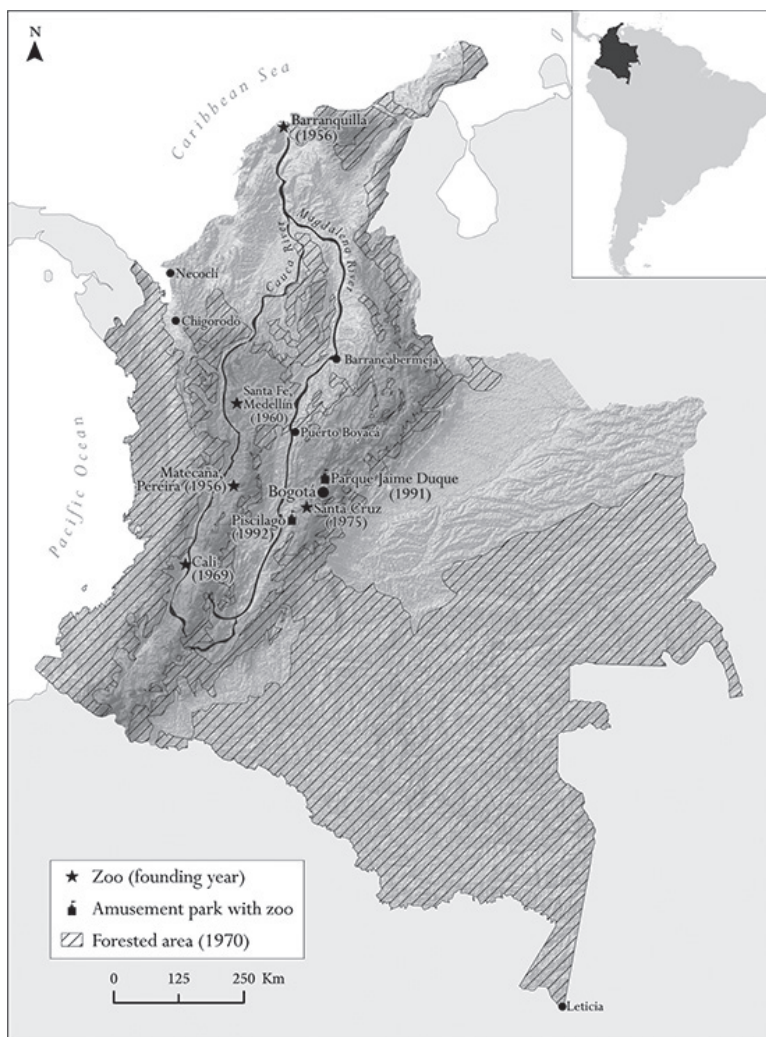 N
Caribbean Sea
Barranquilla
(1956)
Magdalena River
Cauca River
Necoclí
Chigorodó
Barrancabermeja
Santa Fe,
Medellín
(1960)
Puerto Boyacá
Pacific Ocean
Matecaña,
Pereira (1956)
Parque Jaime Duque
(1991)
Bogotá
Santa Cruz
(1975)
Piscilago
(1992)
Cali
(1969)
Zoo (founding year)
Amusement park with zoo
Forested area (1970)
0 125 250 Km
Leticia